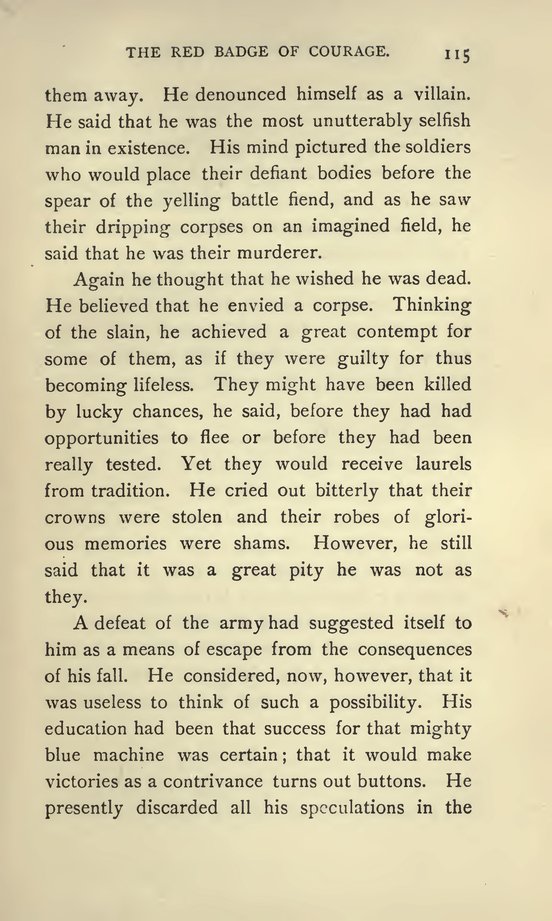 THE RED BADGE OF COURAGE. 115
them away. He denounced himself as a villain.
He said that he was the most unutterably selfish
man in existence. His mind pictured the soldiers
who would place their defiant bodies before the
spear of the yelling battle fiend, and as he saw
their dripping corpses on an imagined field, he
said that he was their murderer.
Again he thought that he wished he was dead.
He believed that he envied a corpse. Thinking
of the slain, he achieved a great contempt for
some of them, as if they were guilty for thus
becoming lifeless. They might have been killed
by lucky chances, he said, before they had had
opportunities to flee or before they had been
really tested. Yet they would receive laurels
from tradition. He cried out bitterly that their
crowns were stolen and their robes of glori-
ous memories were shams. However, he still
said that it was a great pity he was not as
they.
A defeat of the army had suggested itself to
him as a means of escape from the consequences
of his fall. He considered, now, however, that it
was useless to think of such a possibility. His
education had been that success for that mighty
blue machine was certain; that it would make
victories as a contrivance turns out buttons. He
presently discarded all his speculations in the